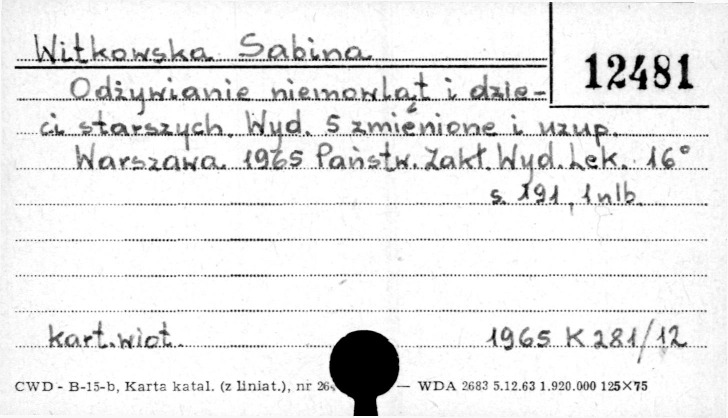 Witkowska Sabina
12481
Odżywianie niemowląt i dzie-
ci starszych. Wyd. 5 zmienione i uzup.
Warszawa 1965 Państw. Zakł. Wyd. Lek. 16°
s. 191, 1 nlb.
kart. wiot. 1965 K 281/12
CWD - B-15-b, Karta katal. (z liniat.), nr — WDA 2683 5.12.63 1.920.000 125×75